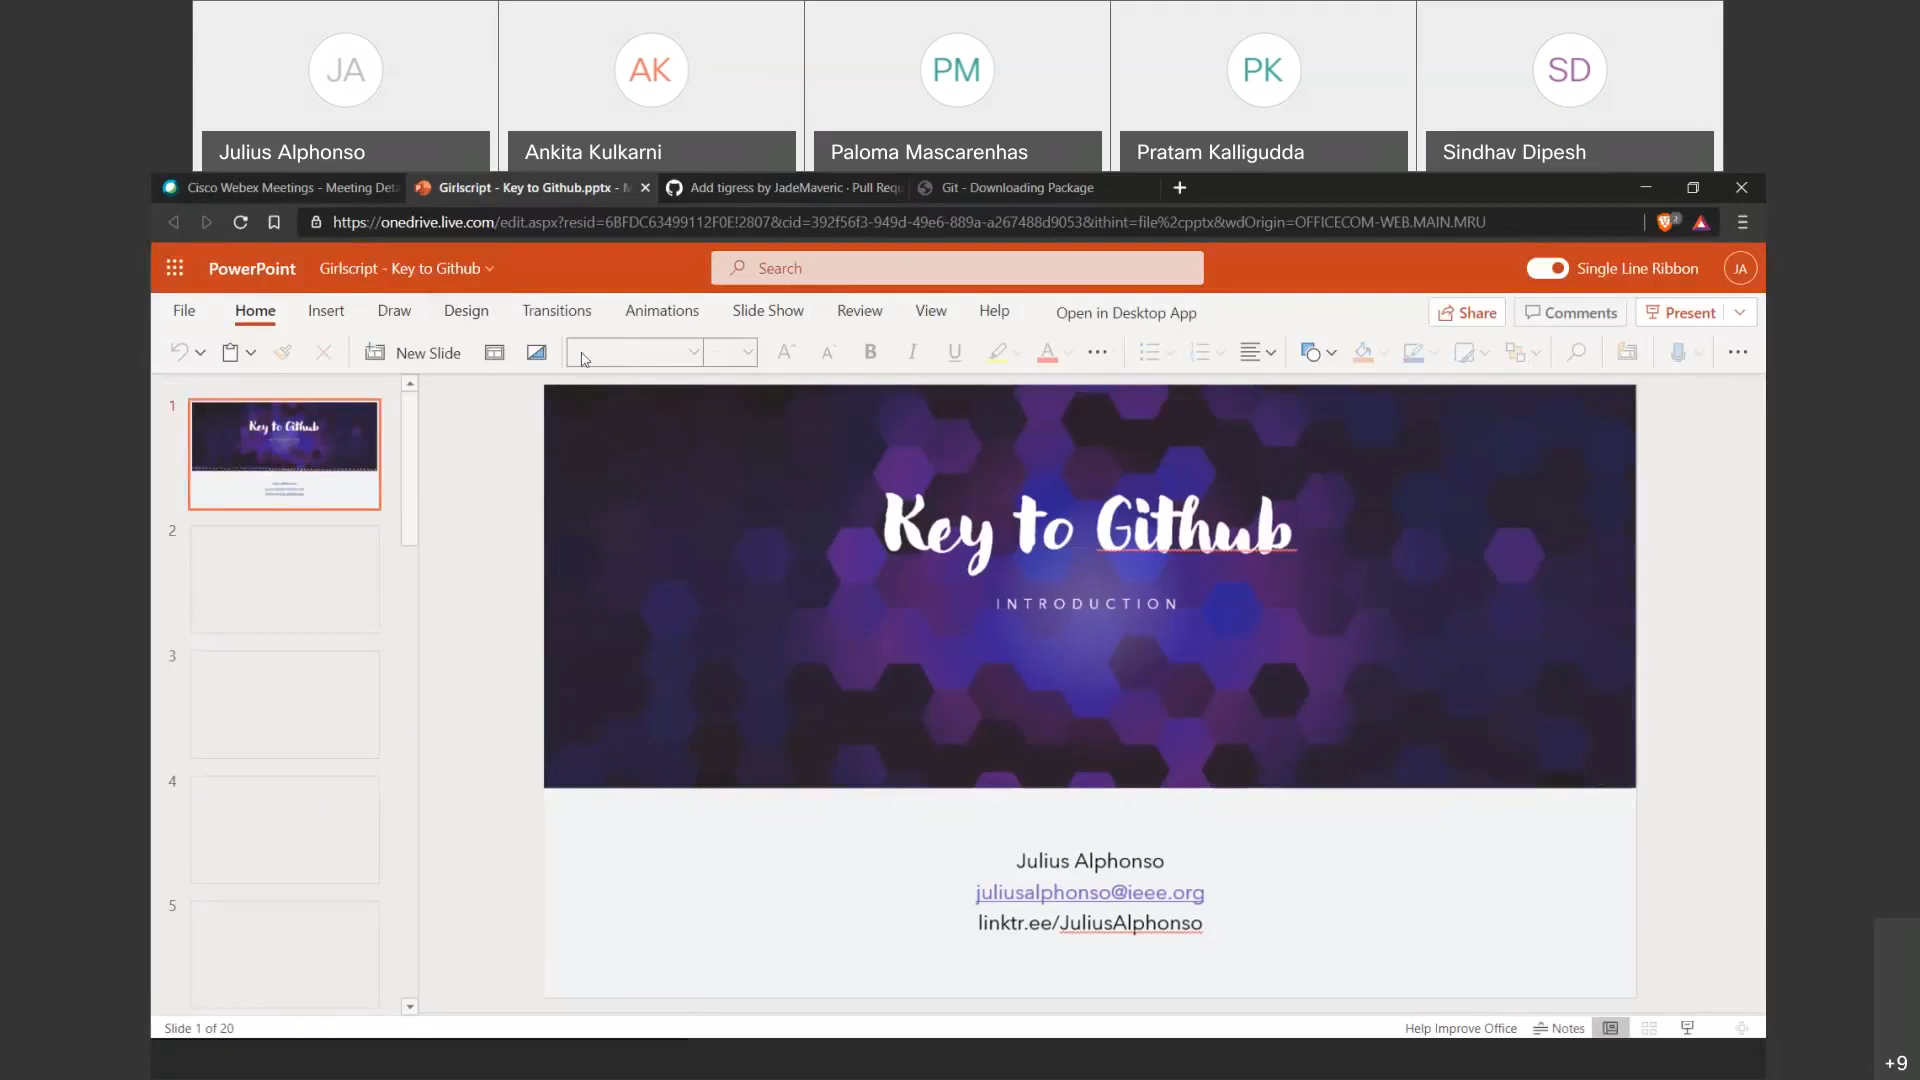 JA
AK
PM
PK
SD
Julius Alphonso
Ankita Kulkarni
Paloma Mascarenhas
Pratam Kalligudda
Sindhav Dipesh
Cisco Webex Meetings - Meeting Deta
Girlscript - Key to Github.pptx - M
Add tigress by JadeMaveric · Pull Requ
Git - Downloading Package
https://onedrive.live.com/edit.aspx?resid=6BFDC63499112F0E!2807&cid=392f56f3-949d-49e6-889a-a267488d9053&ithint=file%2cpptx&wdOrigin=OFFICECOM-WEB.MAIN.MRU
2
PowerPoint
Girlscript - Key to Github
Search
Single Line Ribbon
JA
File
Home
Insert
Draw
Design
Transitions
Animations
Slide Show
Review
View
Help
Open in Desktop App
Share
Comments
Present
New Slide
A
A
B
I
U
A
1
Key to Github
2
3
4
5
Key to Github
INTRODUCTION
Julius Alphonso
juliusalphonso@ieee.org
linktr.ee/JuliusAlphonso
Slide 1 of 20
Help Improve Office
Notes
+9